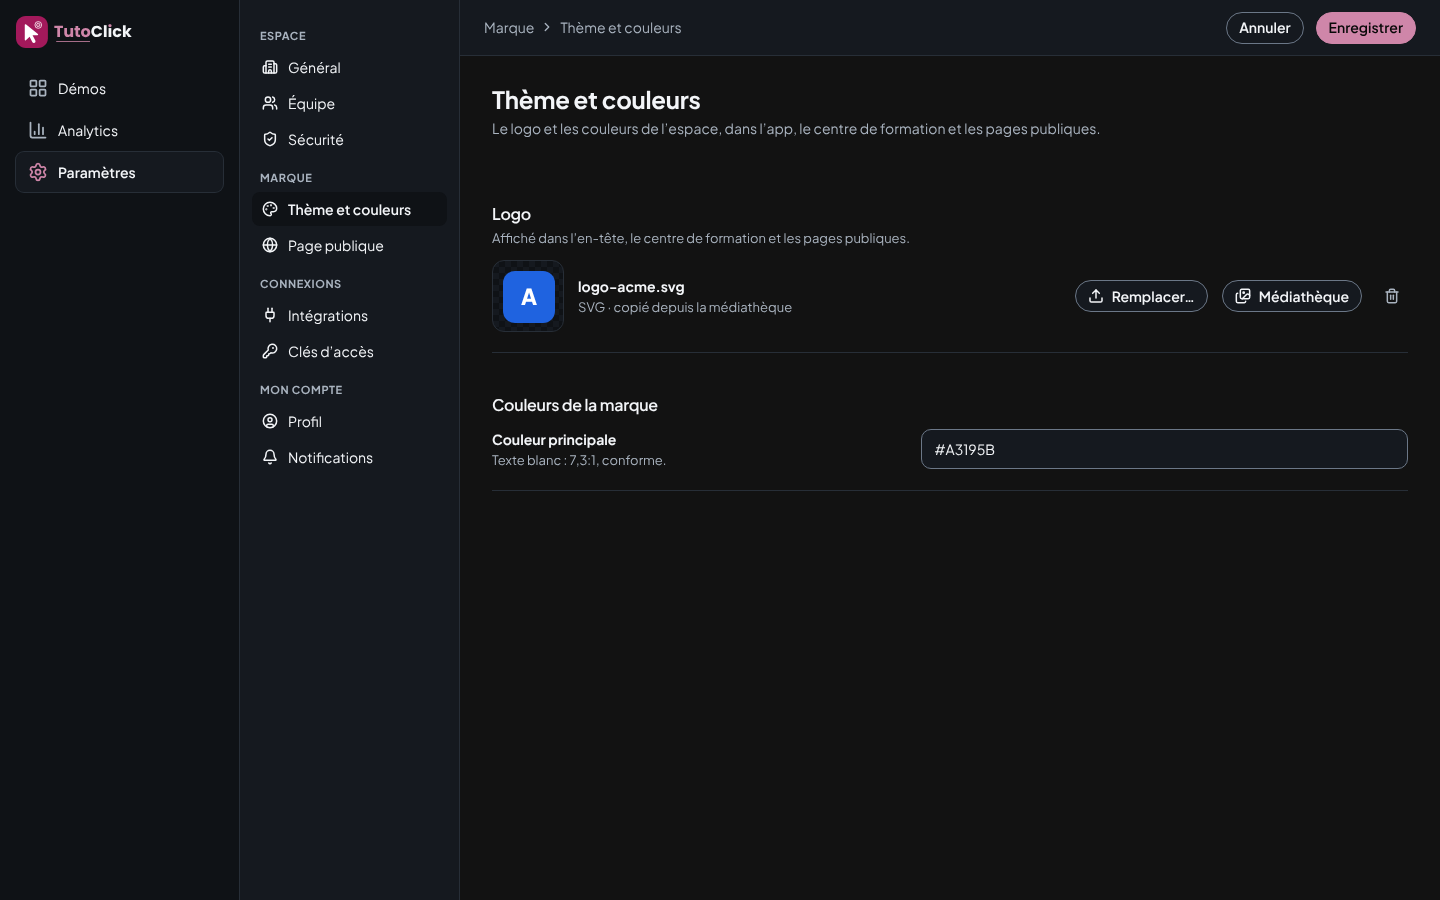 TutoClick
Démos
Analytics
Paramètres
ESPACE
Général
Équipe
Sécurité
MARQUE
Thème et couleurs
Page publique
CONNEXIONS
Intégrations
Clés d'accès
MON COMPTE
Profil
Notifications
Marque > Thème et couleurs
Annuler
Enregistrer
Thème et couleurs
Le logo et les couleurs de l'espace, dans l'app, le centre de formation et les pages publiques.
Logo
Affiché dans l'en-tête, le centre de formation et les pages publiques.
A
logo-acme.svg
SVG · copié depuis la médiathèque
Remplacer…
Médiathèque
Couleurs de la marque
Couleur principale
Texte blanc : 7,3:1, conforme.
#A3195B